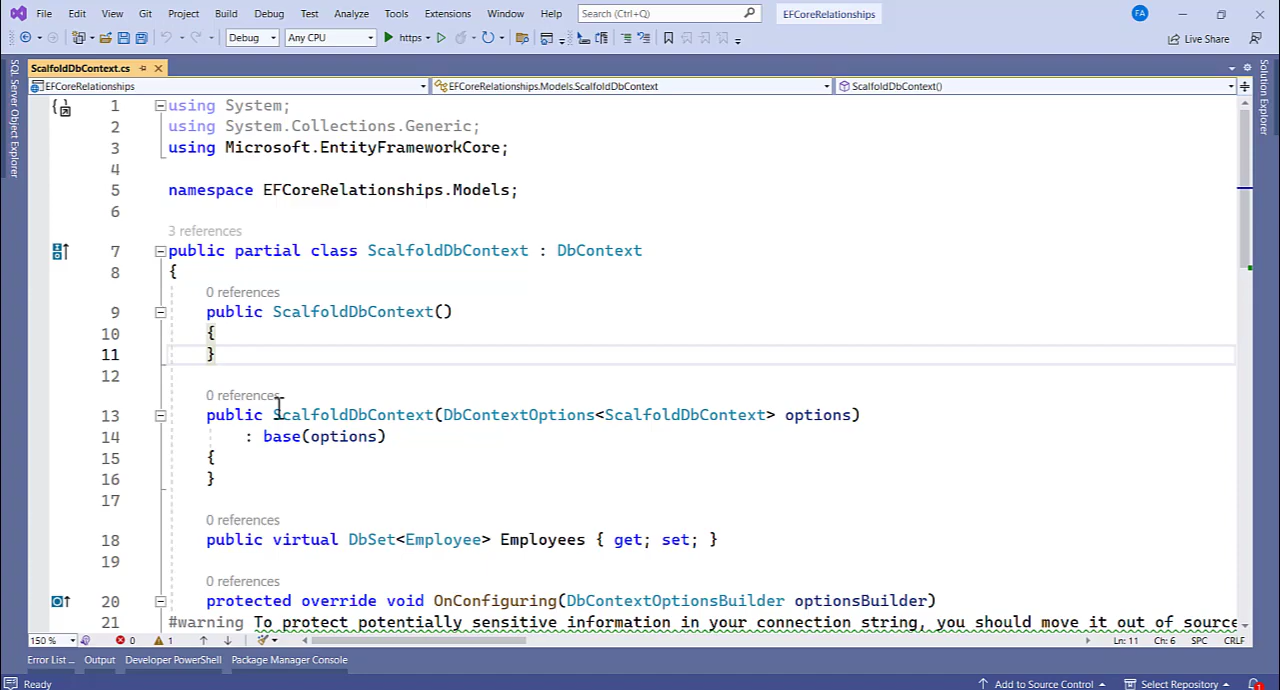 File Edit View Git Project Build Debug Test Analyze Tools Extensions Window Help Search (Ctrl+Q) EFCoreRelationships FA
Debug Any CPU https Live Share
ScalfoldDbContext.cs
EFCoreRelationships EFCoreRelationships.Models.ScalfoldDbContext ScalfoldDbContext()
SQL Server Object Explorer
Solution Explorer
1 using System;
2 using System.Collections.Generic;
3 using Microsoft.EntityFrameworkCore;
4
5 namespace EFCoreRelationships.Models;
6
3 references
7 public partial class ScalfoldDbContext : DbContext
8 {
0 references
9 public ScalfoldDbContext()
10 {
11 }
12
0 references
13 public ScalfoldDbContext(DbContextOptions<ScalfoldDbContext> options)
14 : base(options)
15 {
16 }
17
0 references
18 public virtual DbSet<Employee> Employees { get; set; }
19
0 references
20 protected override void OnConfiguring(DbContextOptionsBuilder optionsBuilder)
21 #warning To protect potentially sensitive information in your connection string, you should move it out of source
150 % 0 1 Ln: 11 Ch: 6 SPC CRLF
Error List ... Output Developer PowerShell Package Manager Console
Ready Add to Source Control Select Repository 1